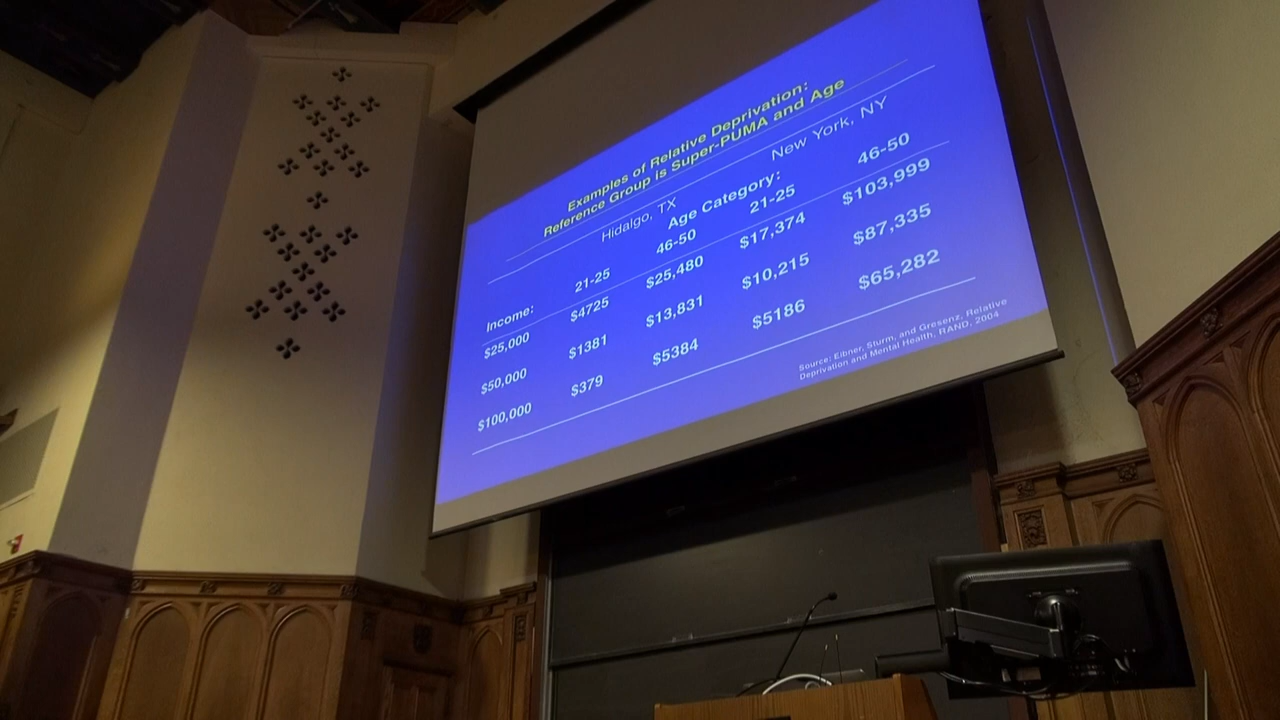 Examples of Relative Deprivation:
Reference Group is Super-PUMA and Age
Hidalgo, TX New York, NY
Age Category:
Income: 21-25 46-50 21-25 46-50
$25,000 $4725 $25,480 $17,374 $103,999
$50,000 $1381 $13,831 $10,215 $87,335
$100,000 $379 $5384 $5186 $65,282
Source: Eibner, Sturm, and Gresenz, Relative
Deprivation and Mental Health, RAND, 2004